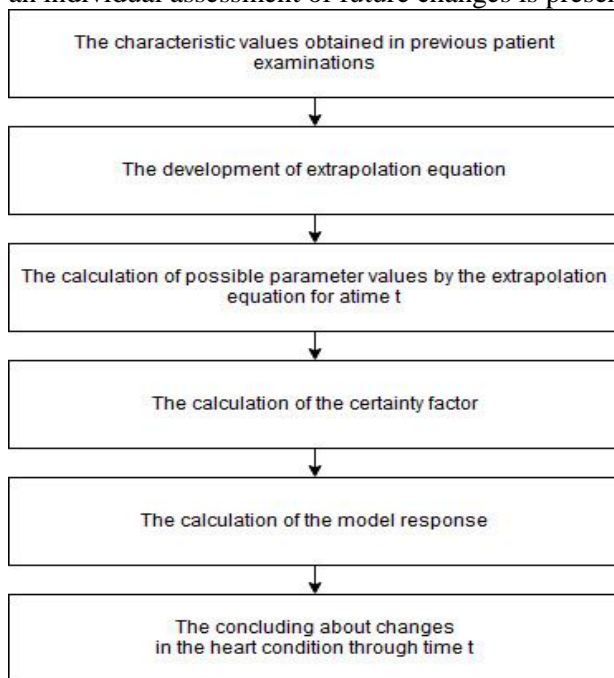 an individual assessment of future changes is prese
The characteristic values obtained in previous patient
examinations
The development of extrapolation equation
The calculation of possible parameter values by the extrapolation
equation for atime t
The calculation of the certainty factor
The calculation of the model response
The concluding about changes
in the heart condition through time t